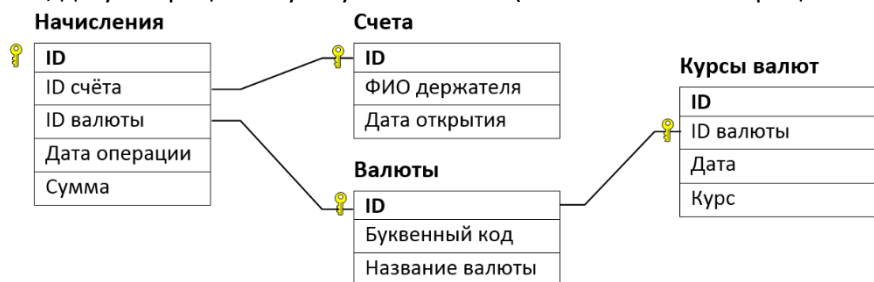 Начисления
ID
ID счёта
ID валюты
Дата операции
Сумма
Счета
ID
ФИО держателя
Дата открытия
Валюты
ID
Буквенный код
Название валюты
Курсы валют
ID
ID валюты
Дата
Курс